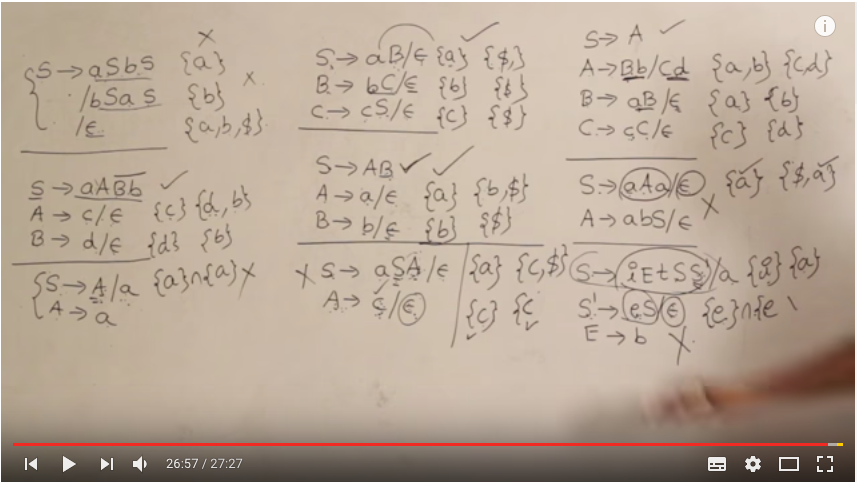 S → aSbS {a} ×
/bSaS {b} ×
/ε {a,b,$}
S → aABb ✓
A → c/ε {c} {d,b}
B → d/ε {d} {b}
S → A/a {a}∩{a} ×
A → a
S → aB/ε {a} {$} ✓
B → bC/ε {b} {$}
C → cS/ε {c} {$}
S → AB ✓ ✓
A → a/ε {a} {b,$}
B → b/ε {b} {$}
× S → aSA/ε {a} {c,$}
A → c/ε {c} {c
S → A ✓
A → Bb/Cd {a,b} {c,d}
B → aB/ε {a} {b}
C → cC/ε {c} {d}
S → aAa/ε {a} {$,a} ×
A → abS/ε
S → iEtSS'/a {i} {a}
S' → eS/ε {e}∩{e
E → b ×
26:57 / 27:27